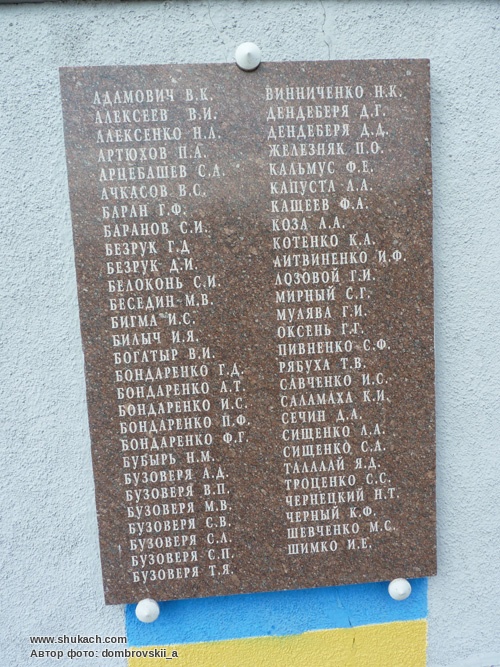 АДАМОВИЧ В.К.
АЛЕКСЕЕВ В.И.
АЛЕКСЕНКО Н.Л.
АРТЮХОВ П.А.
АРЦЕБАШЕВ С.А.
АЧКАСОВ В.С.
БАРАН Г.Ф.
БАРАНОВ С.И.
БЕЗРУК Г.Д
БЕЗРУК Д.И.
БЕЛОКОНЬ С.И.
БЕСЕДИН М.В.
БИГМА И.С.
БИЛЫЧ И.Я.
БОГАТЫР В.И.
БОНДАРЕНКО Г.Д.
БОНДАРЕНКО А.Т.
БОНДАРЕНКО И.С.
БОНДАРЕНКО П.Ф.
БОНДАРЕНКО Ф.Г.
БУБЫРЬ Н.М.
БУЗОВЕРЯ А.Д.
БУЗОВЕРЯ В.П.
БУЗОВЕРЯ М.В.
БУЗОВЕРЯ С.В.
БУЗОВЕРЯ С.Л.
БУЗОВЕРЯ С.П.
БУЗОВЕРЯ Т.Я.
ВИННИЧЕНКО Н.К.
ДЕНДЕБЕРЯ Д.Г.
ДЕНДЕБЕРЯ Д.Д.
ЖЕЛЕЗНЯК П.О.
КАЛЬМУС Ф.Е.
КАПУСТА Л.А.
КАЩЕЕВ Ф.А.
КОЗА Л.А.
КОТЕНКО К.А.
ЛИТВИНЕНКО И.Ф.
ЛОЗОВОЙ Г.И.
МИРНЫЙ С.Г.
МУЛЯВА Г.И.
ОКСЕНЬ Г.Г.
ПИВНЕНКО С.Ф.
РЯБУХА Т.В.
САВЧЕНКО И.С.
САЛАМАХА К.И.
СЕЧИН Д.А.
СИЩЕНКО Л.А.
СИЩЕНКО С.А.
ТАЛАЛАЙ Я.Д.
ТРОЦЕНКО С.С.
ЧЕРНЕЦКИЙ Н.Т.
ЧЕРНЫЙ К.Ф.
ШЕВЧЕНКО М.С.
ШИМКО И.Е.
www.shukach.com
Автор фото: dombrovskii_a